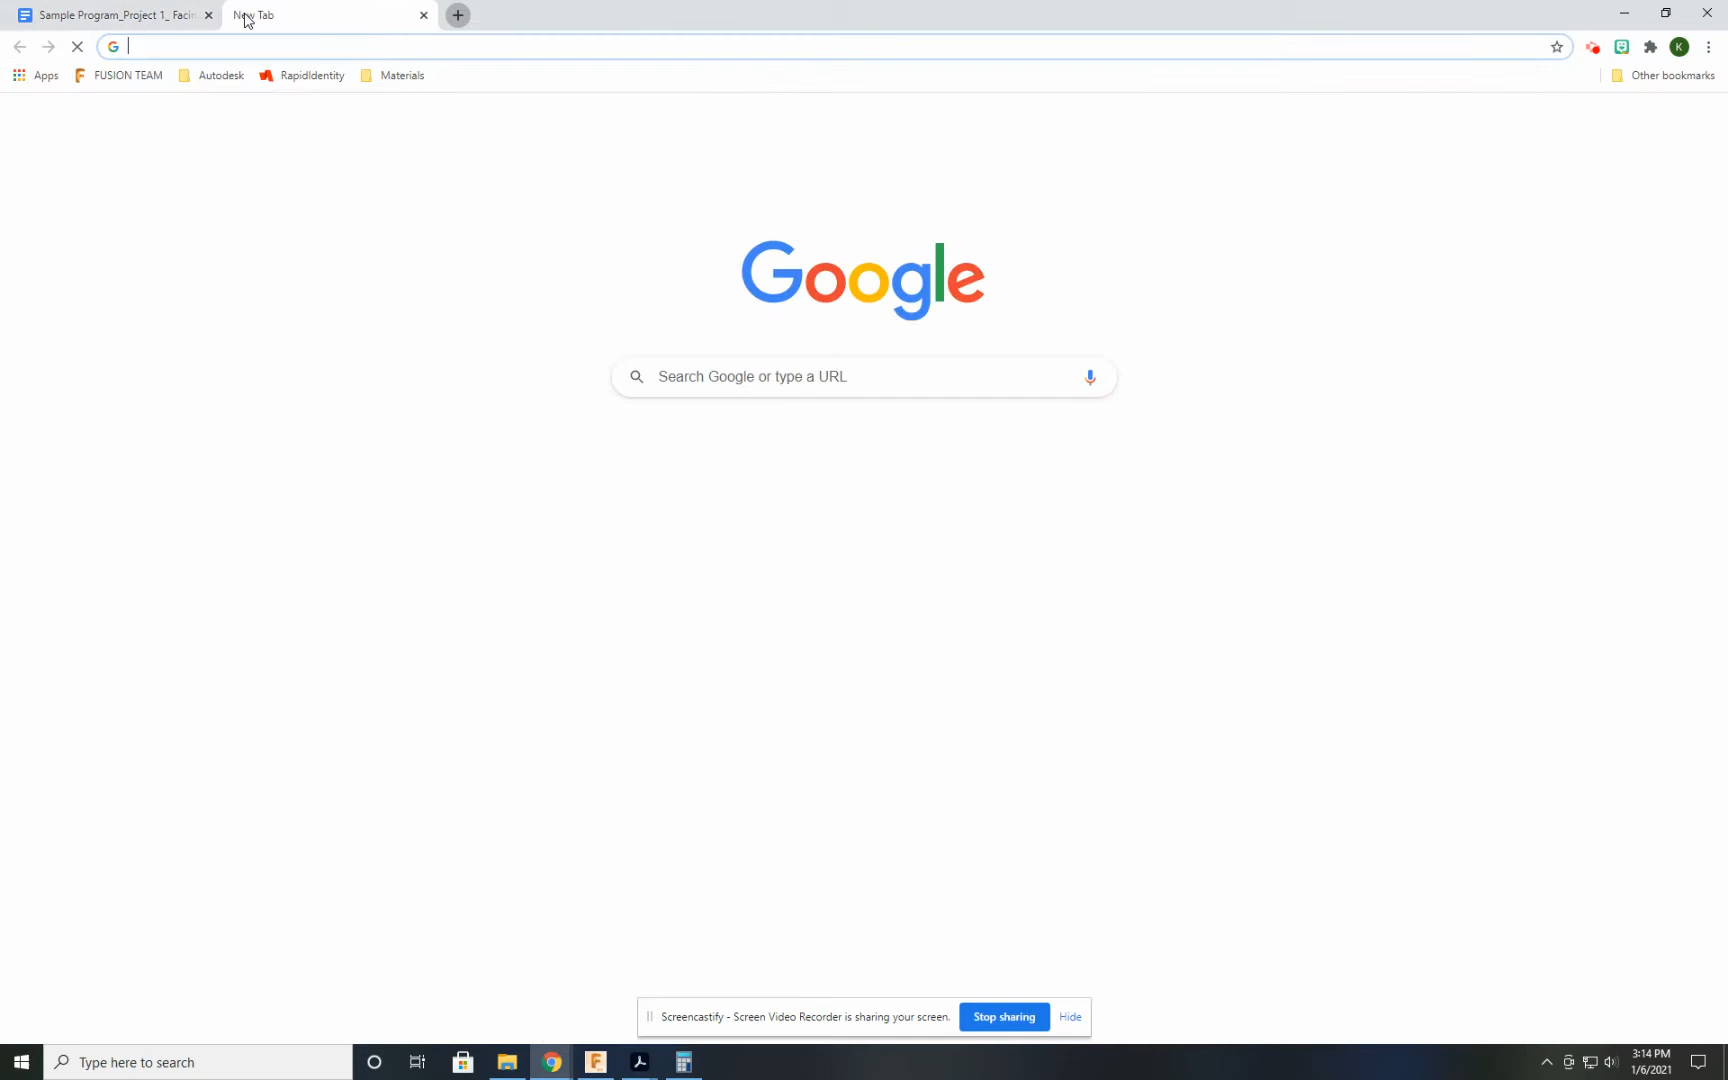 Sample Program_Project 1_ Facin
New Tab
Apps
FUSION TEAM
Autodesk
RapidIdentity
Materials
Other bookmarks
K
Google
Search Google or type a URL
Screencastify - Screen Video Recorder is sharing your screen.
Stop sharing
Hide
Type here to search
3:14 PM
1/6/2021